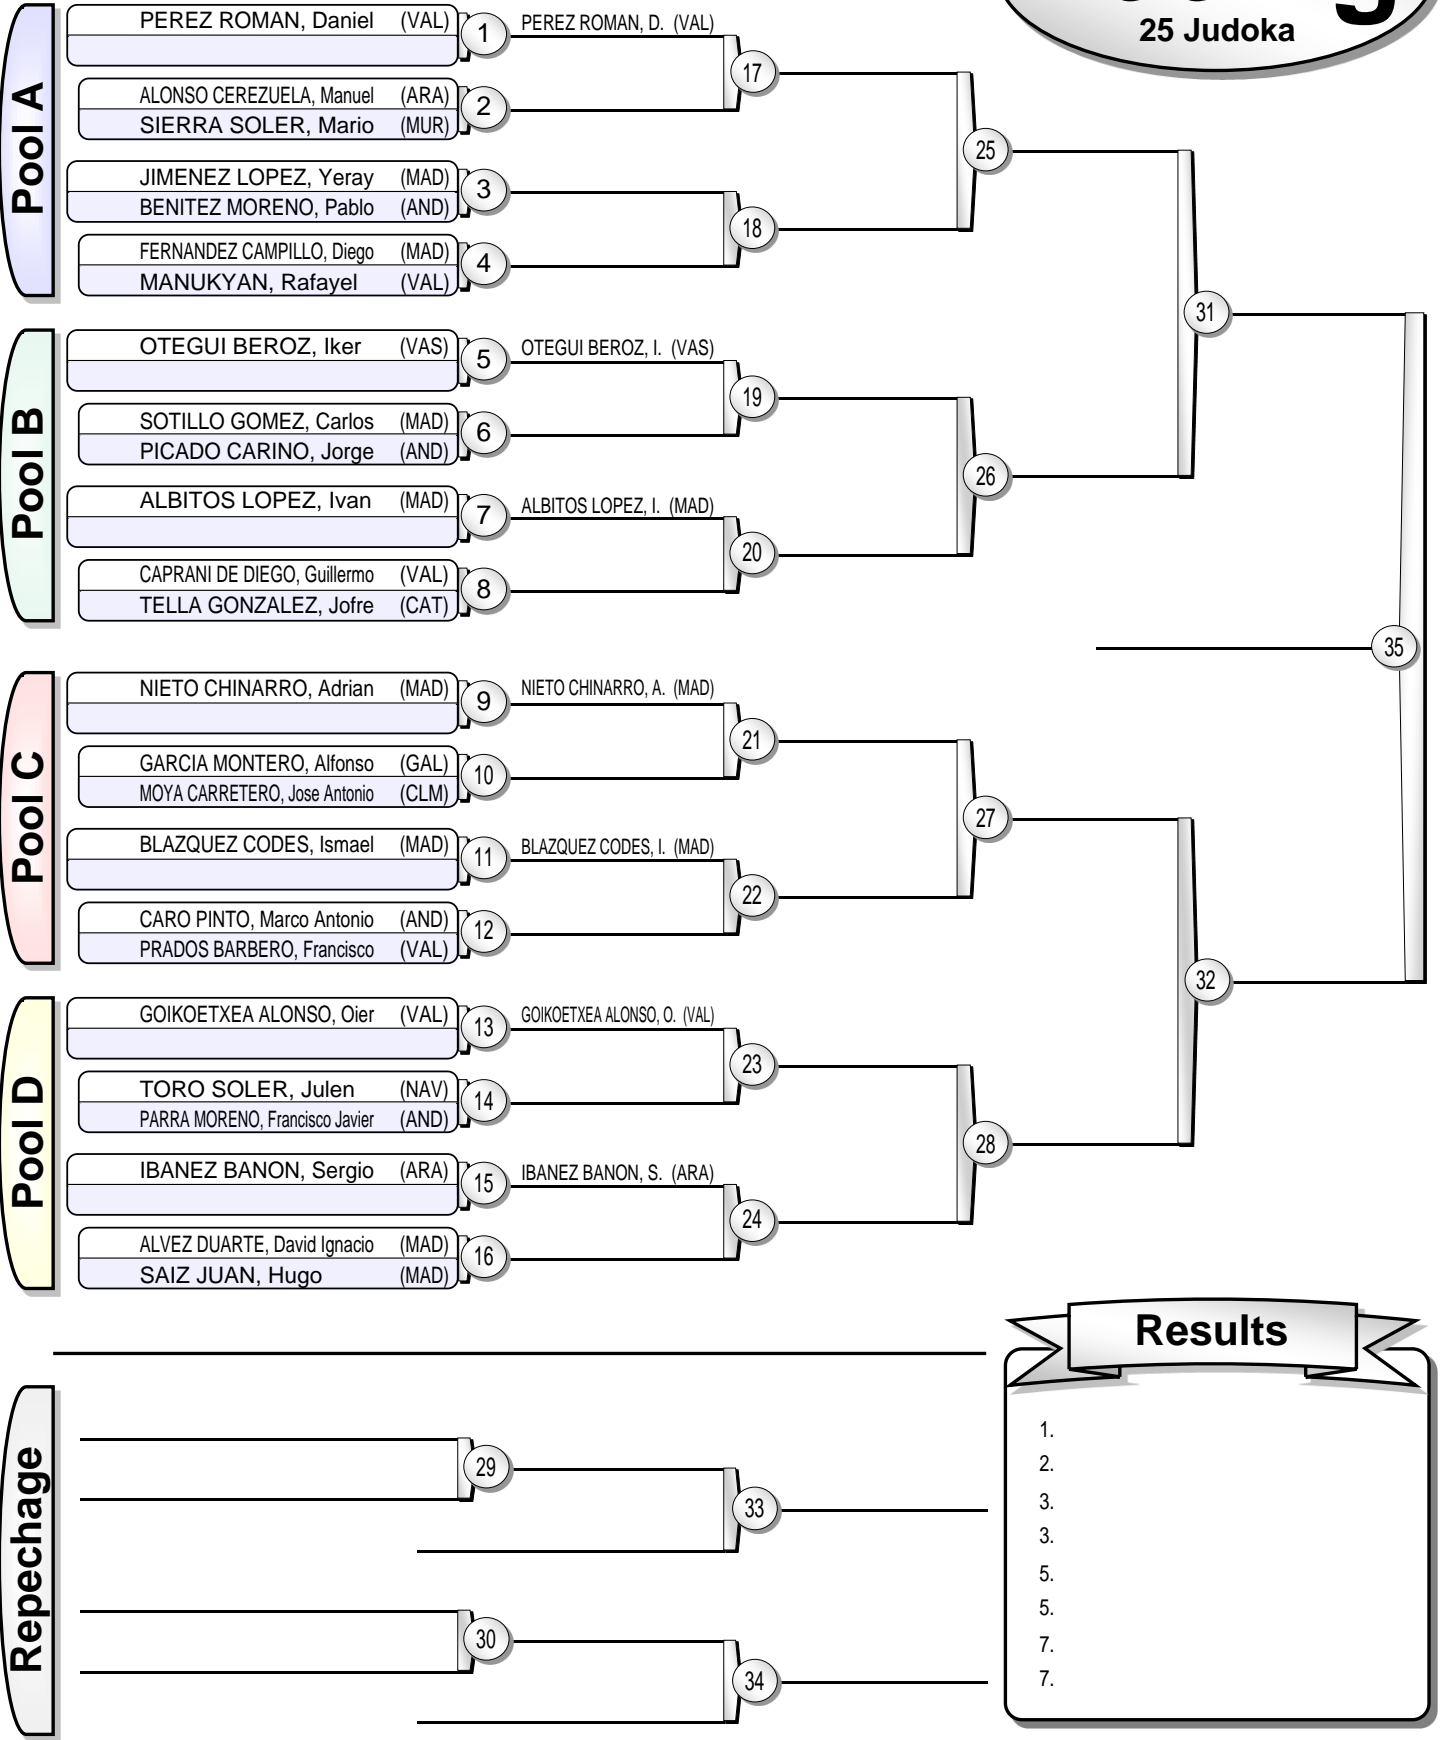 25 Judoka
Pool A
PEREZ ROMAN, Daniel (VAL)
1
PEREZ ROMAN, D. (VAL)
17
ALONSO CEREZUELA, Manuel (ARA)
SIERRA SOLER, Mario (MUR)
2
25
JIMENEZ LOPEZ, Yeray (MAD)
BENITEZ MORENO, Pablo (AND)
3
18
FERNANDEZ CAMPILLO, Diego (MAD)
MANUKYAN, Rafayel (VAL)
4
31
Pool B
OTEGUI BEROZ, Iker (VAS)
5
OTEGUI BEROZ, I. (VAS)
19
SOTILLO GOMEZ, Carlos (MAD)
PICADO CARINO, Jorge (AND)
6
26
ALBITOS LOPEZ, Ivan (MAD)
7
ALBITOS LOPEZ, I. (MAD)
20
CAPRANI DE DIEGO, Guillermo (VAL)
TELLA GONZALEZ, Jofre (CAT)
8
35
Pool C
NIETO CHINARRO, Adrian (MAD)
9
NIETO CHINARRO, A. (MAD)
21
GARCIA MONTERO, Alfonso (GAL)
MOYA CARRETERO, Jose Antonio (CLM)
10
27
BLAZQUEZ CODES, Ismael (MAD)
11
BLAZQUEZ CODES, I. (MAD)
22
CARO PINTO, Marco Antonio (AND)
PRADOS BARBERO, Francisco (VAL)
12
32
Pool D
GOIKOETXEA ALONSO, Oier (VAL)
13
GOIKOETXEA ALONSO, O. (VAL)
23
TORO SOLER, Julen (NAV)
PARRA MORENO, Francisco Javier (AND)
14
28
IBANEZ BANON, Sergio (ARA)
15
IBANEZ BANON, S. (ARA)
24
ALVEZ DUARTE, David Ignacio (MAD)
SAIZ JUAN, Hugo (MAD)
16
Repechage
29
33
30
34
Results
1.
2.
3.
3.
5.
5.
7.
7.